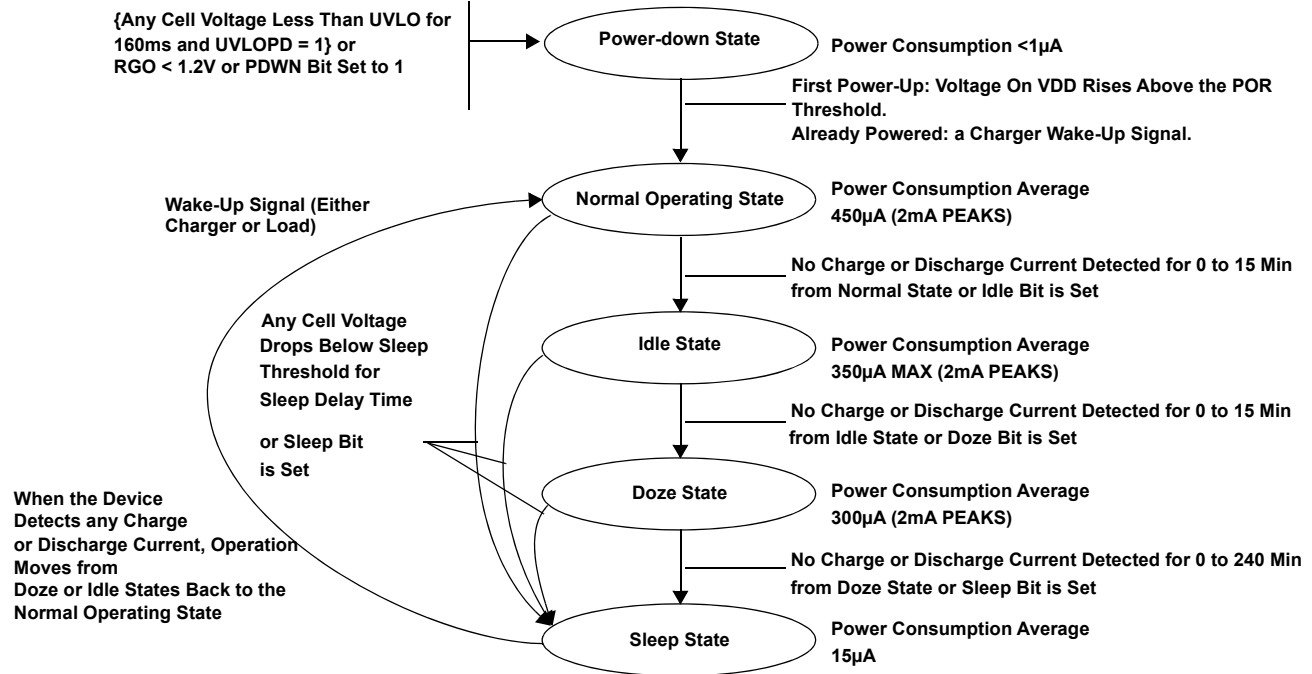 {Any Cell Voltage Less Than UVLO for
160ms and UVLOPD = 1} or
RGO < 1.2V or PDWN Bit Set to 1
Power-down State
Power Consumption <1µA
First Power-Up: Voltage On VDD Rises Above the POR
Threshold.
Already Powered: a Charger Wake-Up Signal.
Wake-Up Signal (Either
Charger or Load)
Normal Operating State
Power Consumption Average
450µA (2mA PEAKS)
No Charge or Discharge Current Detected for 0 to 15 Min
from Normal State or Idle Bit is Set
Any Cell Voltage
Drops Below Sleep
Threshold for
Sleep Delay Time
or Sleep Bit
is Set
Idle State
Power Consumption Average
350µA MAX (2mA PEAKS)
No Charge or Discharge Current Detected for 0 to 15 Min
from Idle State or Doze Bit is Set
Doze State
Power Consumption Average
300µA (2mA PEAKS)
When the Device
Detects any Charge
or Discharge Current, Operation
Moves from
Doze or Idle States Back to the
Normal Operating State
No Charge or Discharge Current Detected for 0 to 240 Min
from Doze State or Sleep Bit is Set
Sleep State
Power Consumption Average
15µA